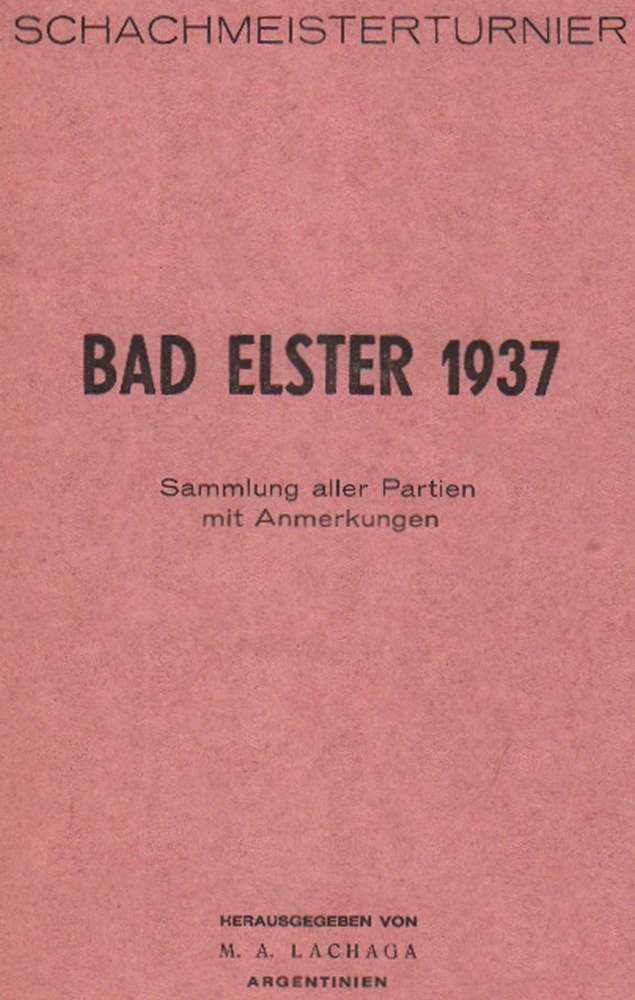 SCHACHMEISTERTURNIER
BAD ELSTER 1937
Sammlung aller Partien
mit Anmerkungen
HERAUSGEGEBEN VON
M. A. LACHAGA
ARGENTINIEN